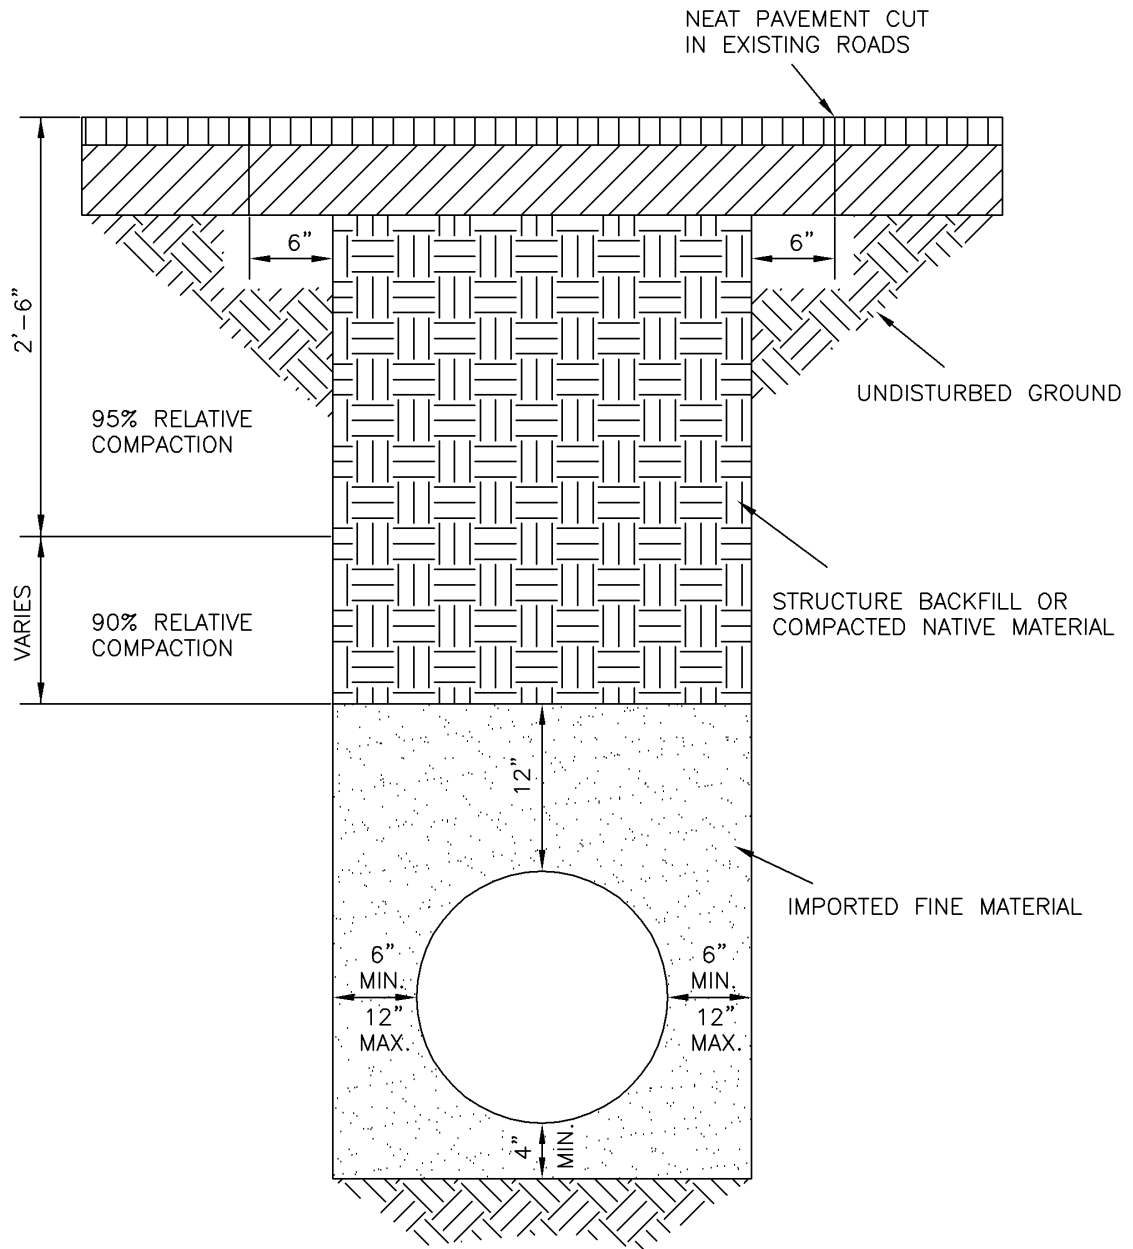 NEAT PAVEMENT CUT
IN EXISTING ROADS
6”
6”
2’-6”
UNDISTURBED GROUND
95% RELATIVE
COMPACTION
STRUCTURE BACKFILL OR
COMPACTED NATIVE MATERIAL
VARIES
90% RELATIVE
COMPACTION
12”
IMPORTED FINE MATERIAL
6”
MIN.
12”
MAX.
6”
MIN.
12”
MAX.
4”
MIN.